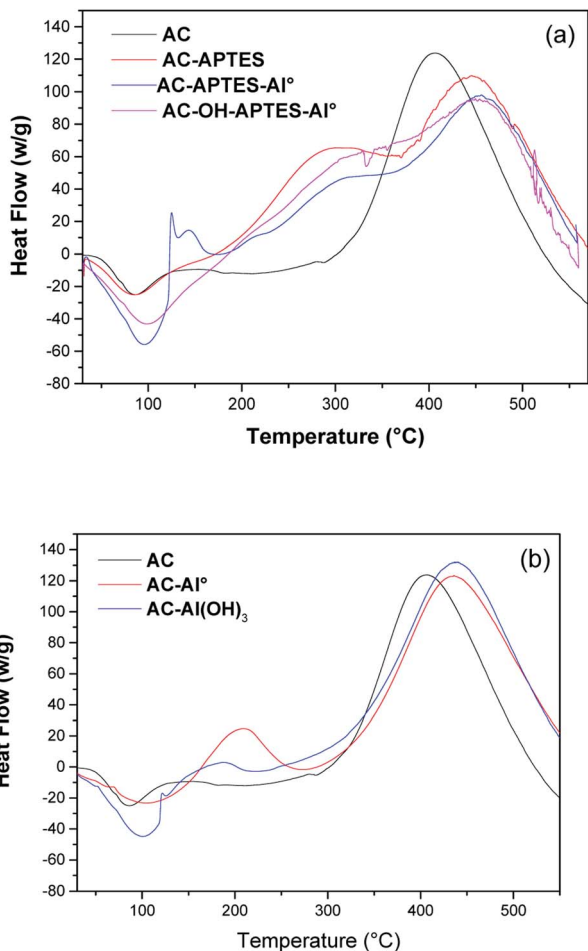 (a)
AC
AC-APTES
AC-APTES-Al°
AC-OH-APTES-Al°
Heat Flow (w/g)
140
120
100
80
60
40
20
0
-20
-40
-60
-80
100 200 300 400 500
Temperature (°C)
(b)
AC
AC-Al°
AC-Al(OH)₃
Heat Flow (w/g)
140
120
100
80
60
40
20
0
-20
-40
-60
-80
100 200 300 400 500
Temperature (°C)